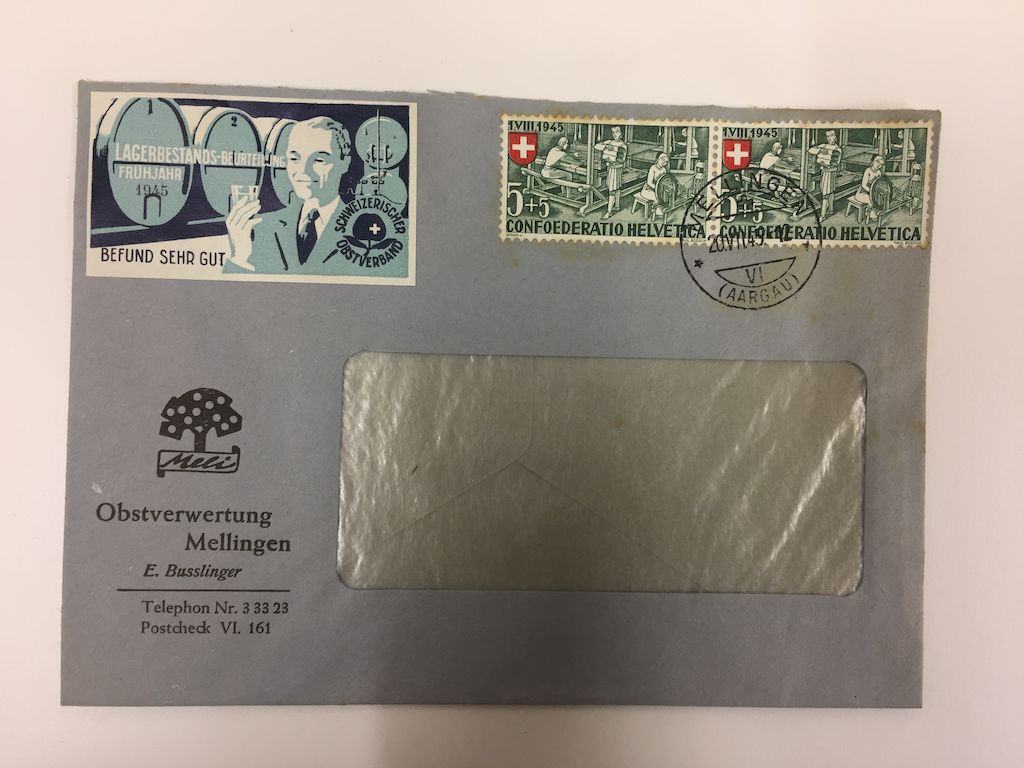 1
2
LAGERBESTANDS-BEURTEILUNG
FRÜHJAHR
1945
BEFUND SEHR GUT
SCHWEIZERISCHER
OBSTVERBAND
1.VIII.1945
5+5
CONFOEDERATIO HELVETICA
1.VIII.1945
5+5
CONFOEDERATIO HELVETICA
MELLINGEN
VI
(AARGAU)
Meli
Obstverwertung
Mellingen
E. Busslinger
Telephon Nr. 3 33 23
Postcheck VI. 161